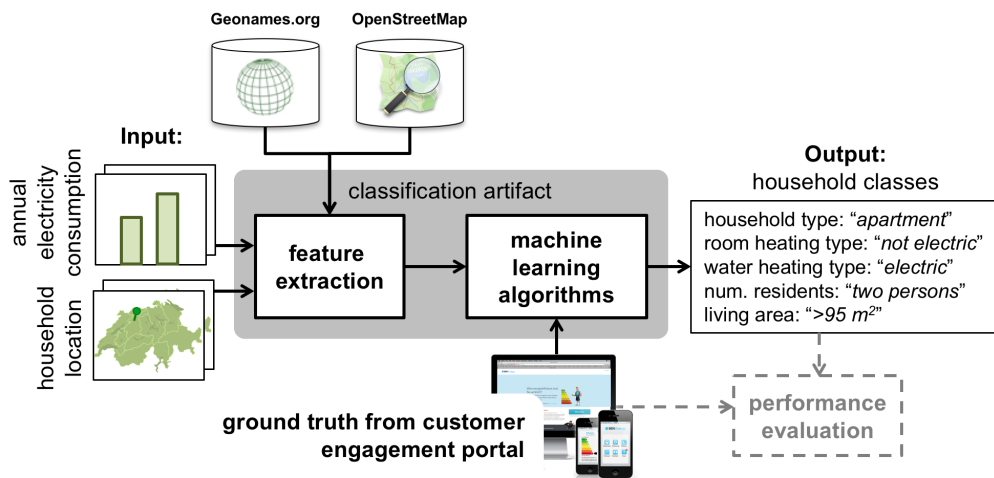 Geonames.org
OpenStreetMap
Input:
annual
electricity
consumption
household
location
classification artifact
feature
extraction
machine
learning
algorithms
Output:
household classes
household type: “apartment”
room heating type: “not electric”
water heating type: “electric”
num. residents: “two persons”
living area: “>95 m²”
ground truth from customer
engagement portal
performance
evaluation